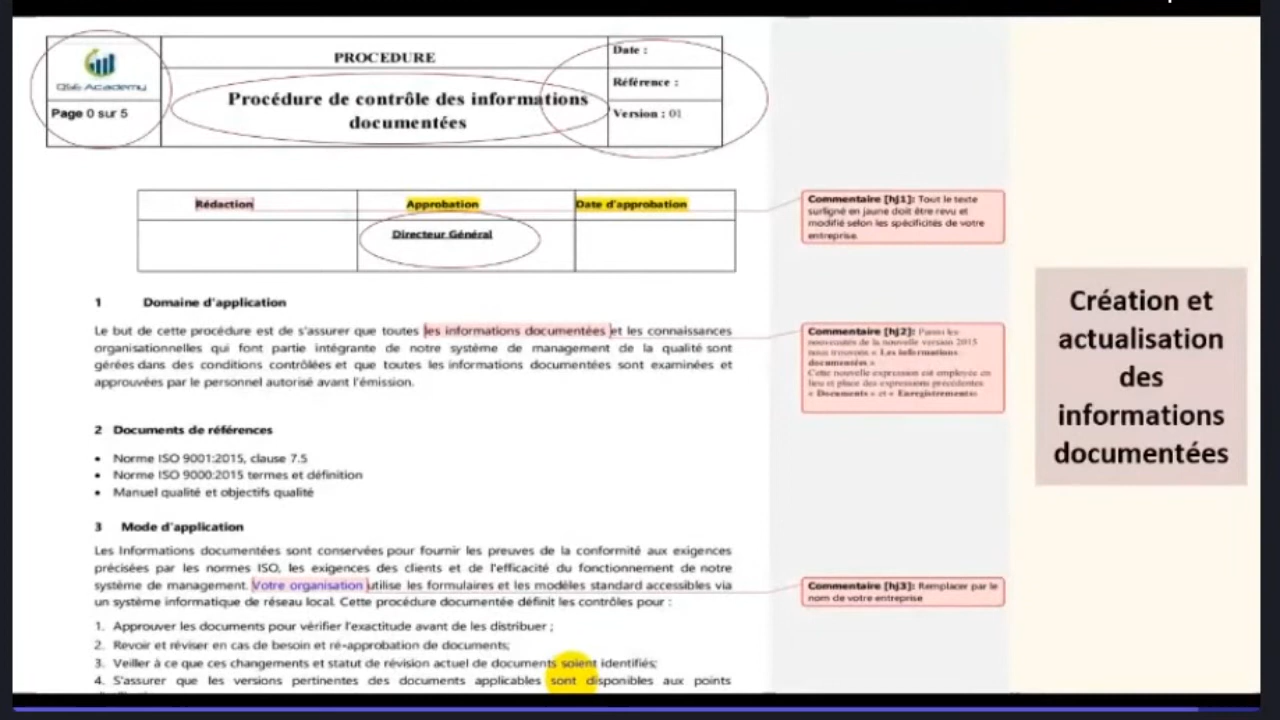 QSE Academy
Page 0 sur 5
PROCEDURE
Procédure de contrôle des informations
documentées
Date :
Référence :
Version : 01
Rédaction
Approbation
Date d'approbation
Directeur Général
Commentaire [hj1]: Tout le texte
surligné en jaune doit être revu et
modifié selon les spécificités de votre
entreprise.
1 Domaine d'application
Le but de cette procédure est de s'assurer que toutes les informations documentées et les connaissances
organisationnelles qui font partie intégrante de notre système de management de la qualité sont
gérées dans des conditions contrôlées et que toutes les informations documentées sont examinées et
approuvées par le personnel autorisé avant l'émission.
Commentaire [hj2]: Parmi les
nouveautés de la nouvelle version 2015
nous trouvons « Les informations
documentées »
Cette nouvelle expression est employée en
lieu et place des expressions précédentes
« Documents » et « Enregistrements»
2 Documents de références
• Norme ISO 9001:2015, clause 7.5
• Norme ISO 9000:2015 termes et définition
• Manuel qualité et objectifs qualité
3 Mode d'application
Les Informations documentées sont conservées pour fournir les preuves de la conformité aux exigences
précisées par les normes ISO, les exigences des clients et de l'efficacité du fonctionnement de notre
système de management. Votre organisation utilise les formulaires et les modèles standard accessibles via
un système informatique de réseau local. Cette procédure documentée définit les contrôles pour :
Commentaire [hj3]: Remplacer par le
nom de votre entreprise
1. Approuver les documents pour vérifier l'exactitude avant de les distribuer ;
2. Revoir et réviser en cas de besoin et ré-approbation de documents;
3. Veiller à ce que ces changements et statut de révision actuel de documents soient identifiés;
4. S'assurer que les versions pertinentes des documents applicables sont disponibles aux points
Création et
actualisation
des
informations
documentées